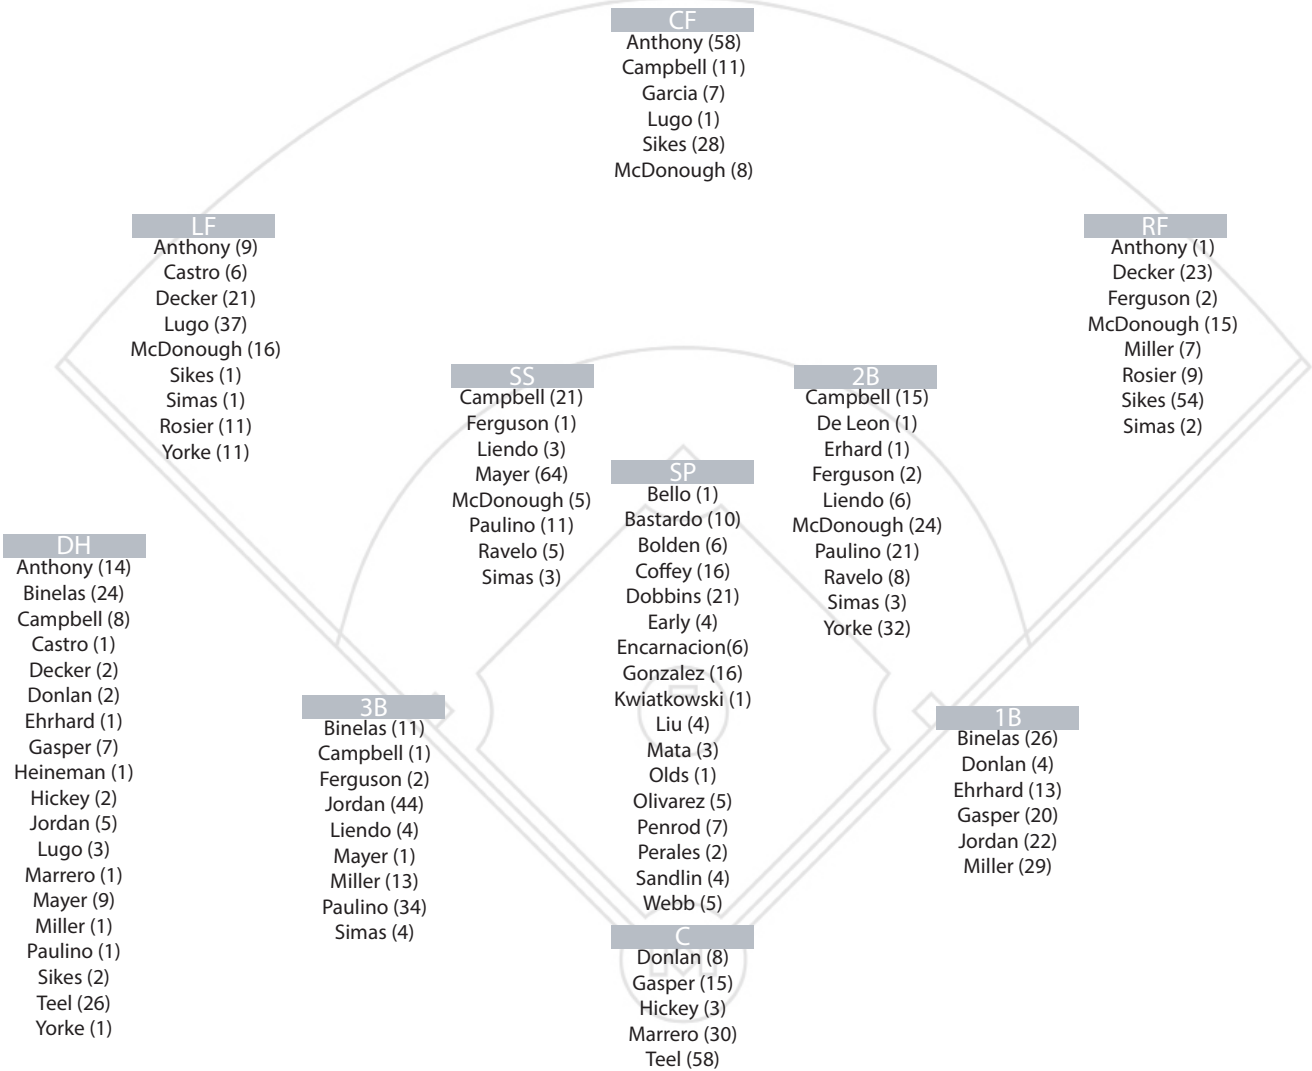 CF
Anthony (58)
Campbell (11)
Garcia (7)
Lugo (1)
Sikes (28)
McDonough (8)
LF
Anthony (9)
Castro (6)
Decker (21)
Lugo (37)
McDonough (16)
Sikes (1)
Simas (1)
Rosier (11)
Yorke (11)
RF
Anthony (1)
Decker (23)
Ferguson (2)
McDonough (15)
Miller (7)
Rosier (9)
Sikes (54)
Simas (2)
SS
Campbell (21)
Ferguson (1)
Liendo (3)
Mayer (64)
McDonough (5)
Paulino (11)
Ravelo (5)
Simas (3)
2B
Campbell (15)
De Leon (1)
Erhard (1)
Ferguson (2)
Liendo (6)
McDonough (24)
Paulino (21)
Ravelo (8)
Simas (3)
Yorke (32)
SP
Bello (1)
Bastardo (10)
Bolden (6)
Coffey (16)
Dobbins (21)
Early (4)
Encarnacion(6)
Gonzalez (16)
Kwiatkowski (1)
Liu (4)
Mata (3)
Olds (1)
Olivarez (5)
Penrod (7)
Perales (2)
Sandlin (4)
Webb (5)
DH
Anthony (14)
Binelas (24)
Campbell (8)
Castro (1)
Decker (2)
Donlan (2)
Ehrhard (1)
Gasper (7)
Heineman (1)
Hickey (2)
Jordan (5)
Lugo (3)
Marrero (1)
Mayer (9)
Miller (1)
Paulino (1)
Sikes (2)
Teel (26)
Yorke (1)
3B
Binelas (11)
Campbell (1)
Ferguson (2)
Jordan (44)
Liendo (4)
Mayer (1)
Miller (13)
Paulino (34)
Simas (4)
1B
Binelas (26)
Donlan (4)
Ehrhard (13)
Gasper (20)
Jordan (22)
Miller (29)
C
Donlan (8)
Gasper (15)
Hickey (3)
Marrero (30)
Teel (58)